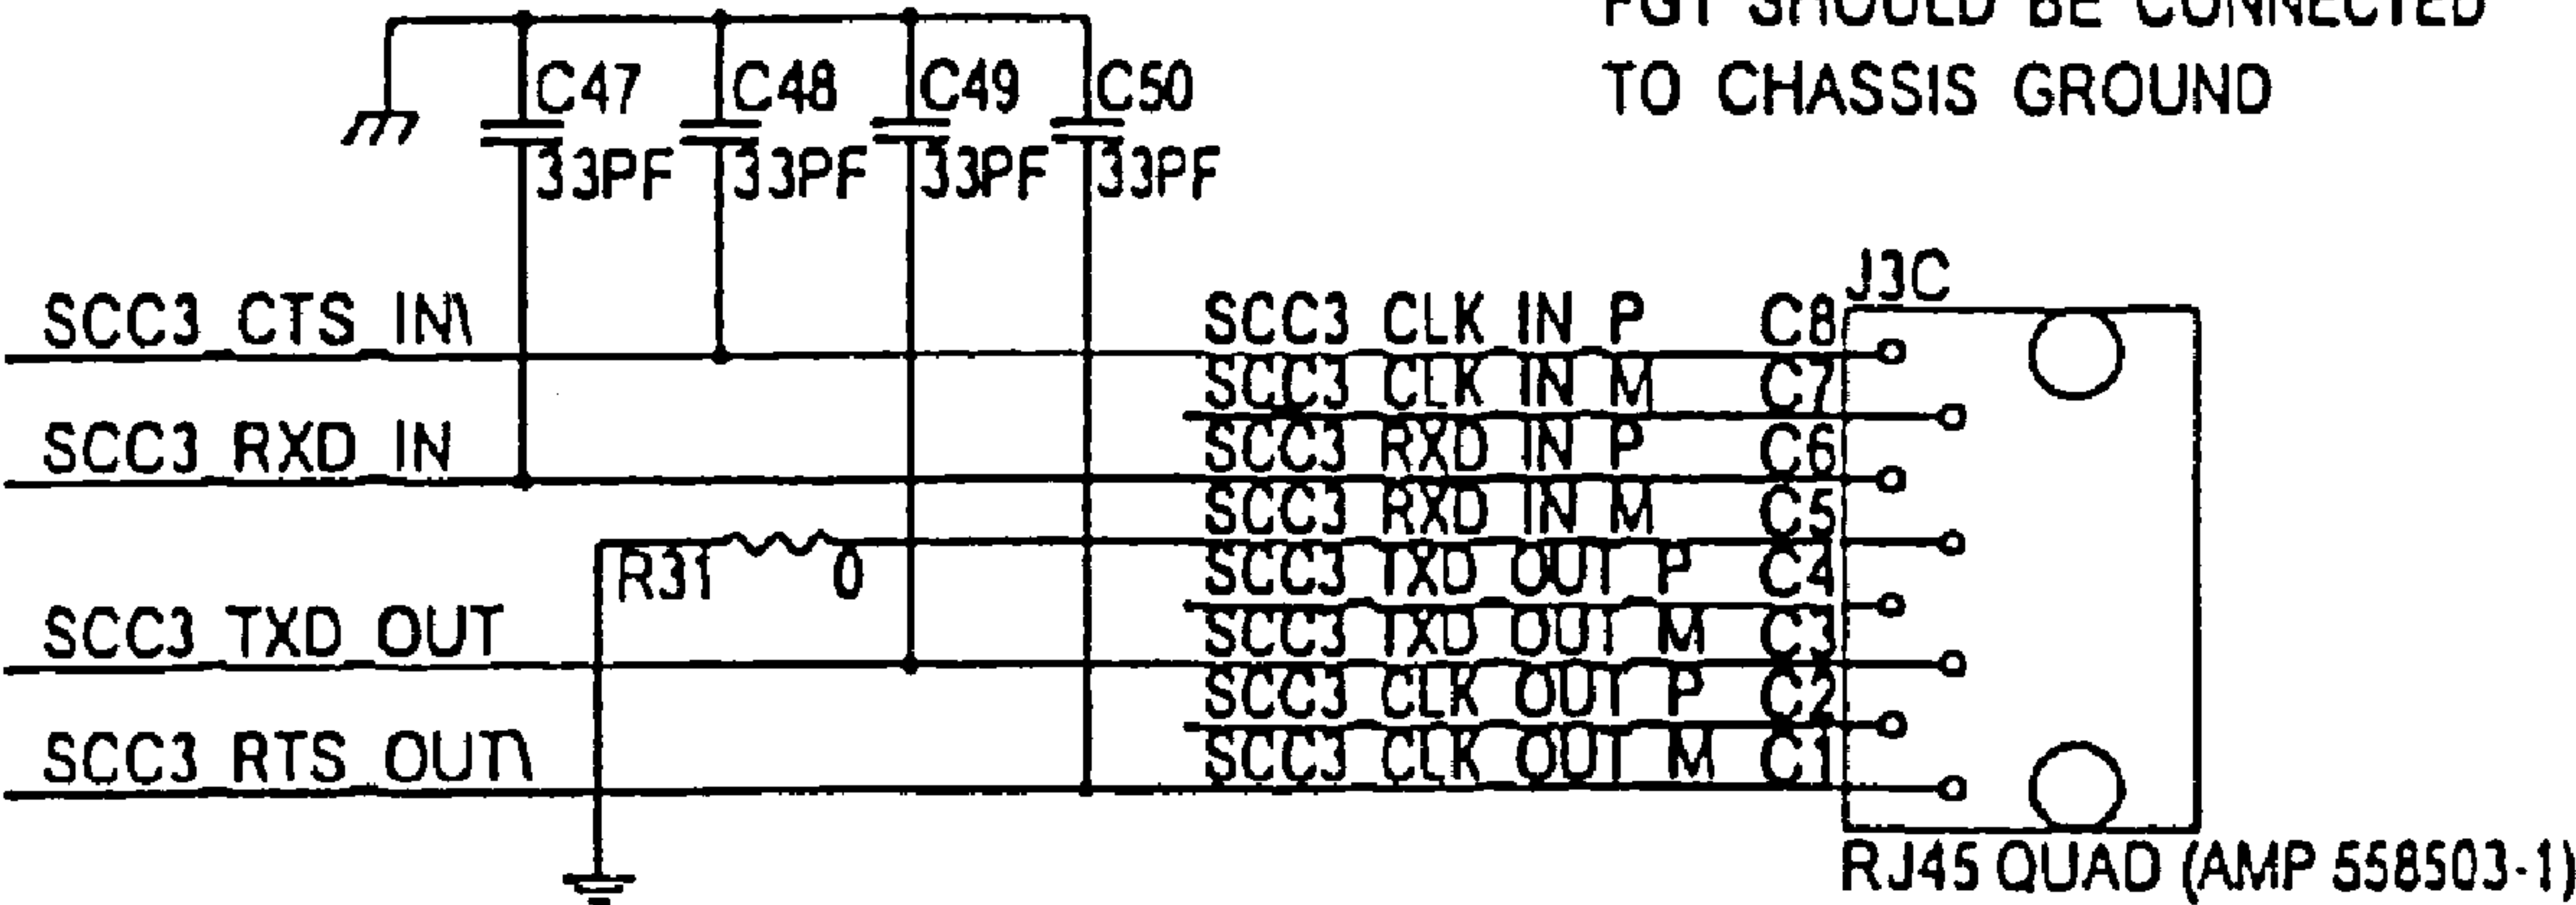 FGT SHOULD BE CONNECTED
TO CHASSIS GROUND
C47 C48 C49 C50
33PF 33PF 33PF 33PF
J3C
SCC3 CTS IN\ SCC3 CLK IN P C8
SCC3 CLK IN M C7
SCC3 RXD IN SCC3 RXD IN P C6
SCC3 RXD IN M C5
R31 0 SCC3 TXD OUT P C4
SCC3 TXD OUT SCC3 TXD OUT M C3
SCC3 CLK OUT P C2
SCC3 RTS OUT\ SCC3 CLK OUT M C1
RJ45 QUAD (AMP 558503-1)